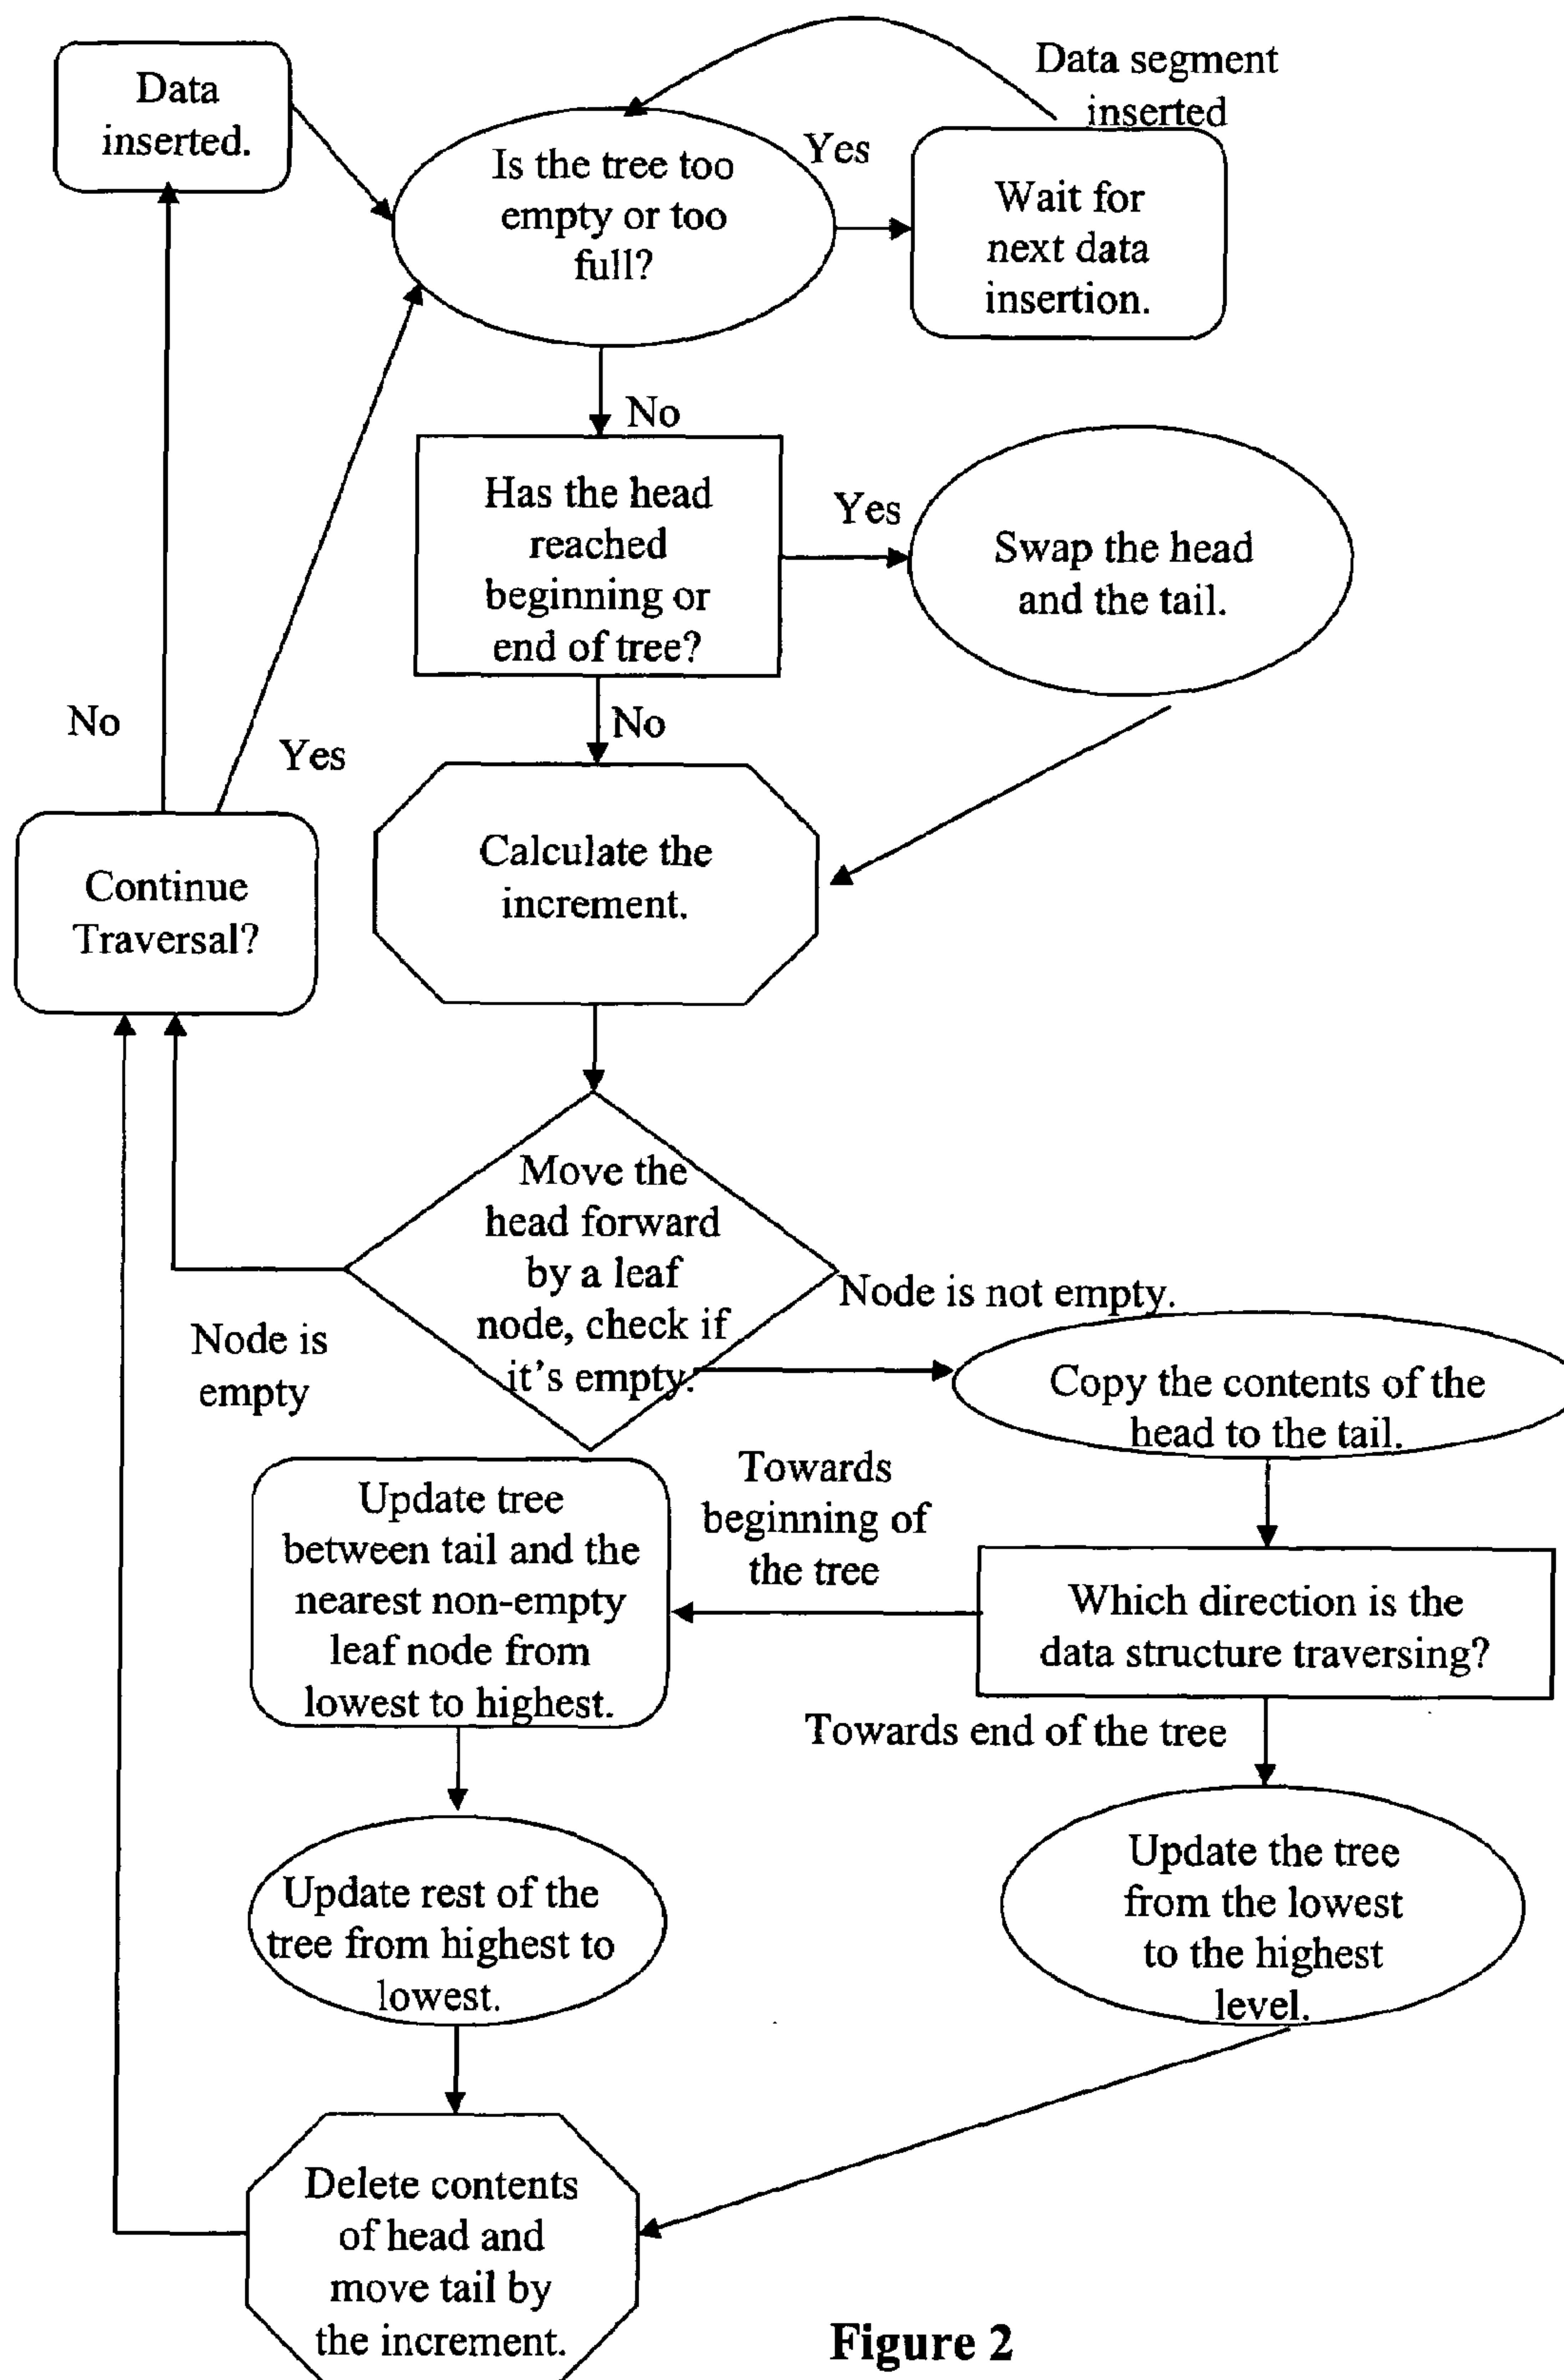 Data
inserted.
Is the tree too
empty or too
full?
Yes
Data segment
inserted
Wait for
next data
insertion.
No
Has the head
reached
beginning or
end of tree?
Yes
Swap the head
and the tail.
No
No
Yes
Continue
Traversal?
Calculate the
increment.
Move the
head forward
by a leaf
node, check if
it's empty.
Node is
empty
Node is not empty.
Copy the contents of the
head to the tail.
Which direction is the
data structure traversing?
Towards
beginning of
the tree
Update tree
between tail and the
nearest non-empty
leaf node from
lowest to highest.
Update rest of the
tree from highest to
lowest.
Towards end of the tree
Update the tree
from the lowest
to the highest
level.
Delete contents
of head and
move tail by
the increment.
Figure 2